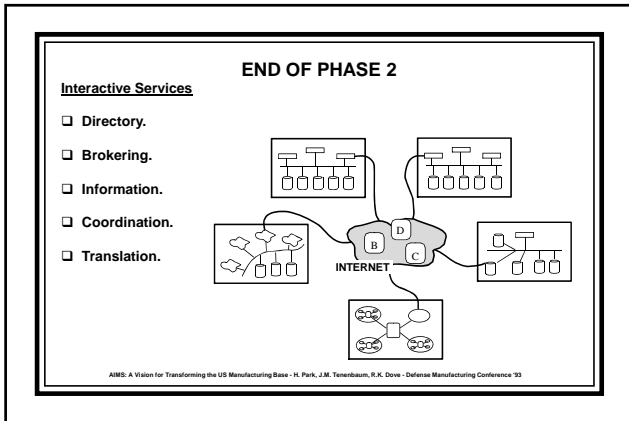 END OF PHASE 2
Interactive Services
❑ Directory.
❑ Brokering.
❑ Information.
❑ Coordination.
❑ Translation.
D
B
C
INTERNET
AIMS: A Vision for Transforming the US Manufacturing Base - H. Park, J.M. Tenenbaum, R.K. Dove - Defense Manufacturing Conference '93